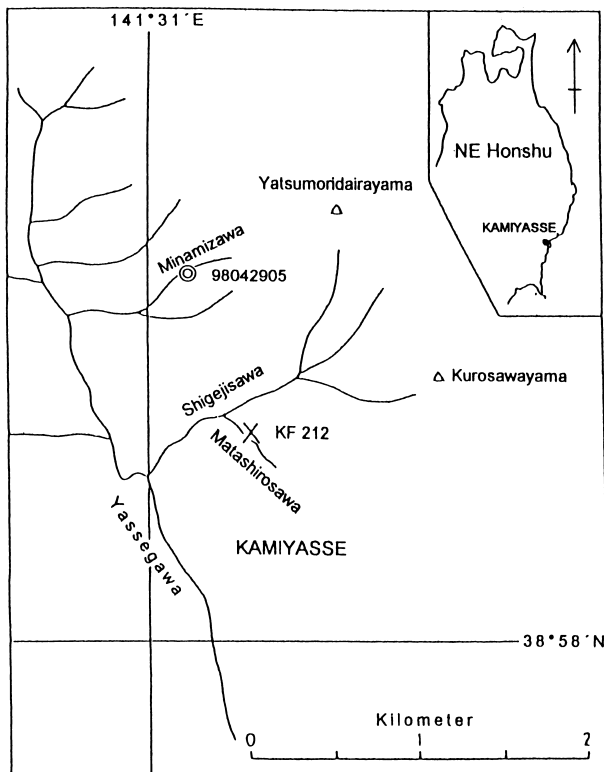 141°31′E
NE Honshu
Yatsumoridairayama
KAMIYASSE
Minamizawa
98042905
Kurosawayama
Shigejisawa
KF 212
Matashirosawa
Yassegawa
KAMIYASSE
38°58′N
Kilometer
0 1 2